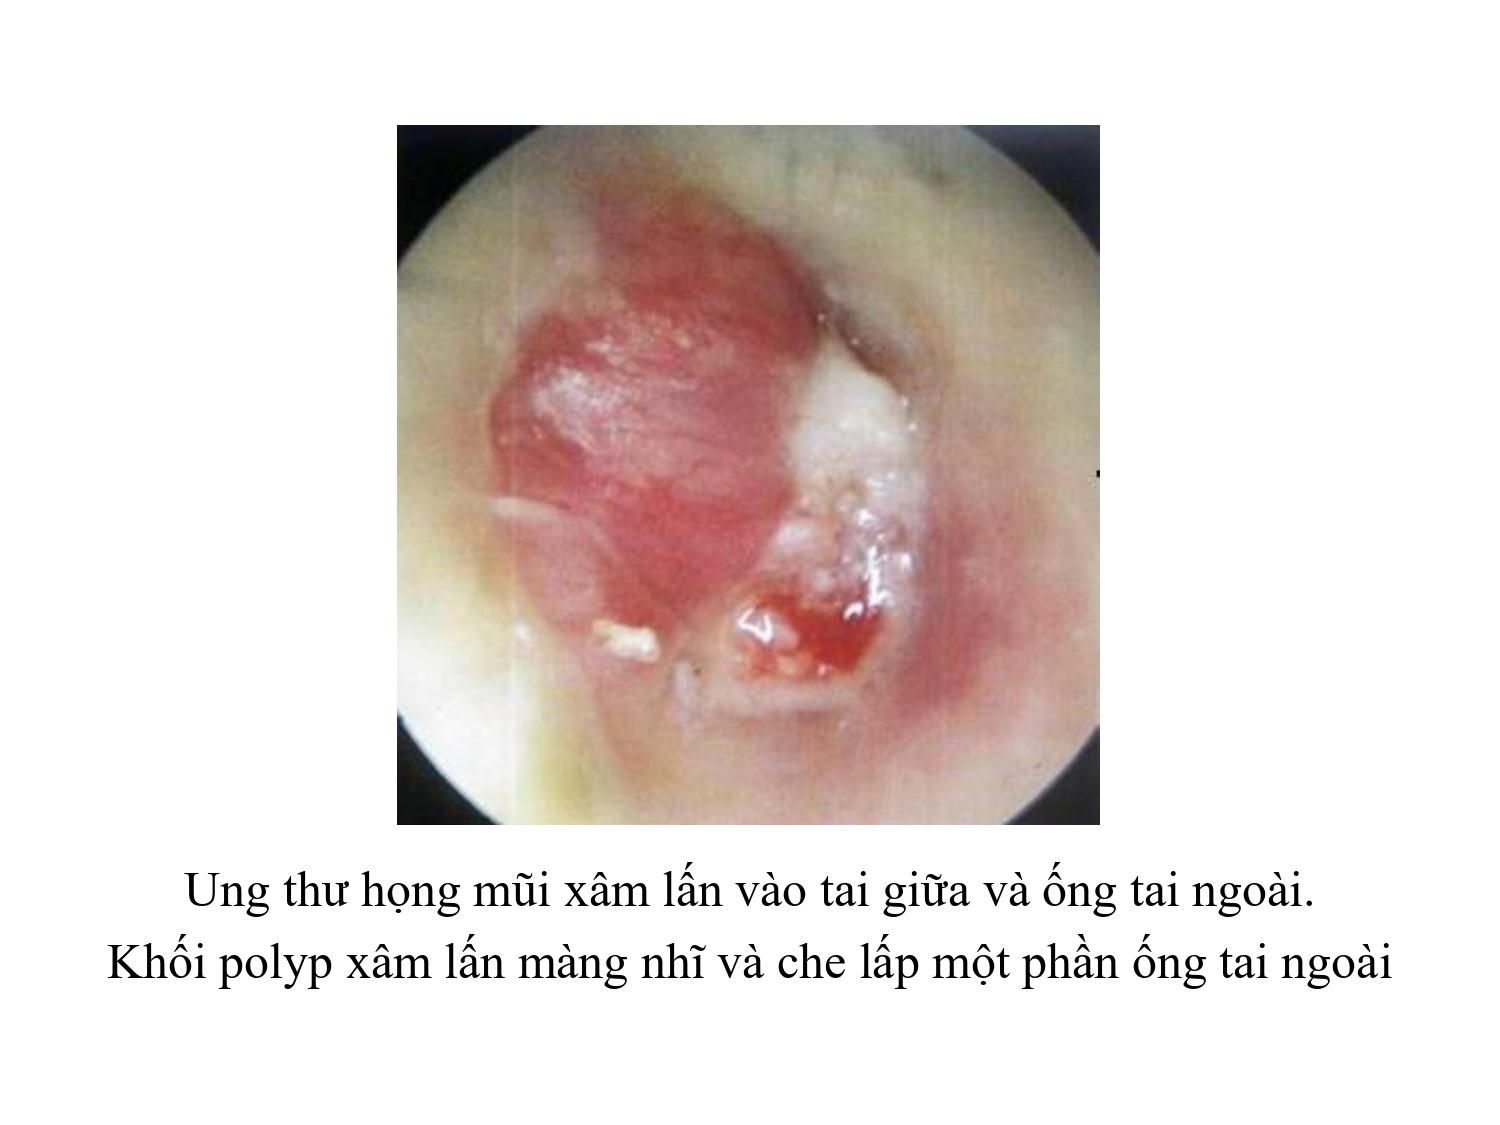 Ung thư họng mũi xâm lấn vào tai giữa và ống tai ngoài.
Khối polyp xâm lấn màng nhĩ và che lấp một phần ống tai ngoài